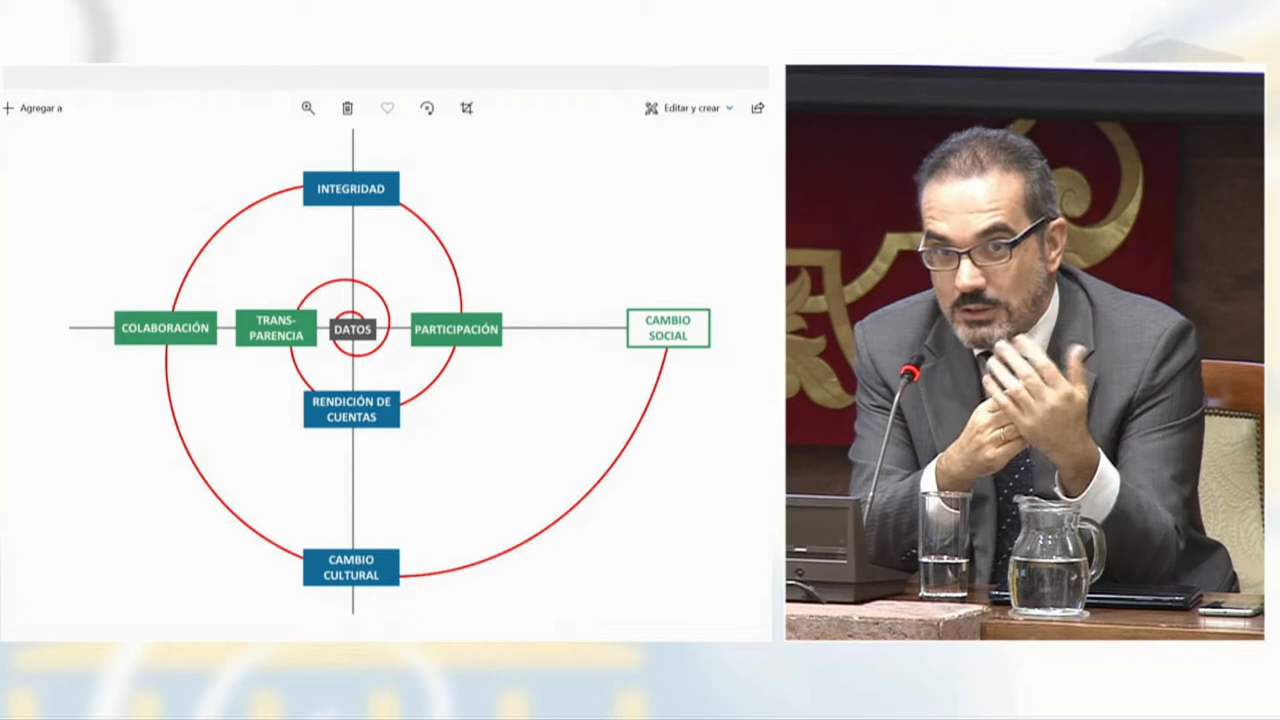 Agregar a
Editar y crear
INTEGRIDAD
COLABORACIÓN
TRANS-
PARENCIA
DATOS
PARTICIPACIÓN
CAMBIO
SOCIAL
RENDICIÓN DE
CUENTAS
CAMBIO
CULTURAL